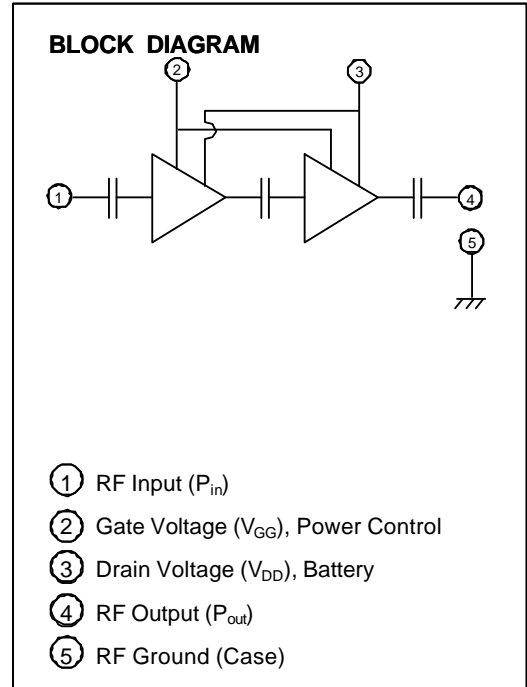 BLOCK DIAGRAM
2
3
1
4
5
1 RF Input (Pin)
2 Gate Voltage (VGG), Power Control
3 Drain Voltage (VDD), Battery
4 RF Output (Pout)
5 RF Ground (Case)